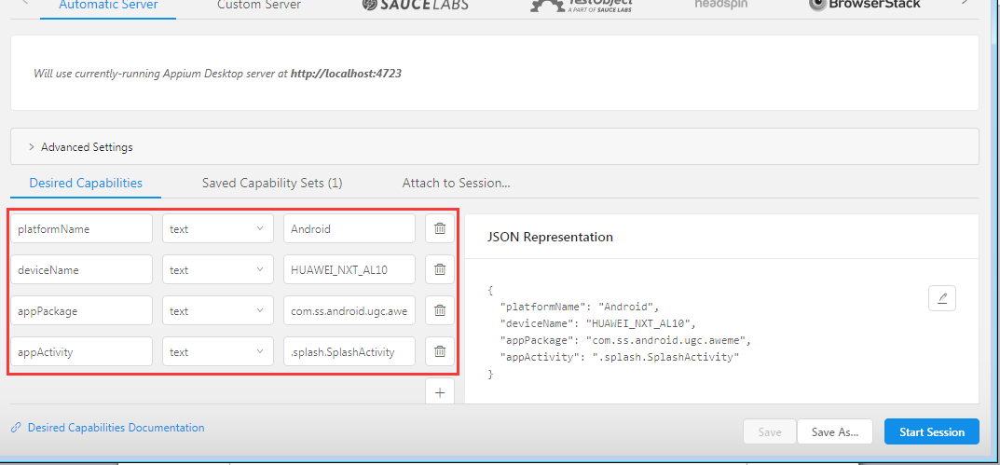 Automatic Server
Custom Server
SAUCE LABS
TestObject
A PART OF SAUCE LABS
headspin
BrowserStack
Will use currently-running Appium Desktop server at http://localhost:4723
Advanced Settings
Desired Capabilities
Saved Capability Sets (1)
Attach to Session...
platformName
text
Android
deviceName
text
HUAWEI_NXT_AL10
appPackage
text
com.ss.android.ugc.awe
appActivity
text
.splash.SplashActivity
JSON Representation
{
"platformName": "Android",
"deviceName": "HUAWEI_NXT_AL10",
"appPackage": "com.ss.android.ugc.aweme",
"appActivity": ".splash.SplashActivity"
}
Desired Capabilities Documentation
Save
Save As...
Start Session